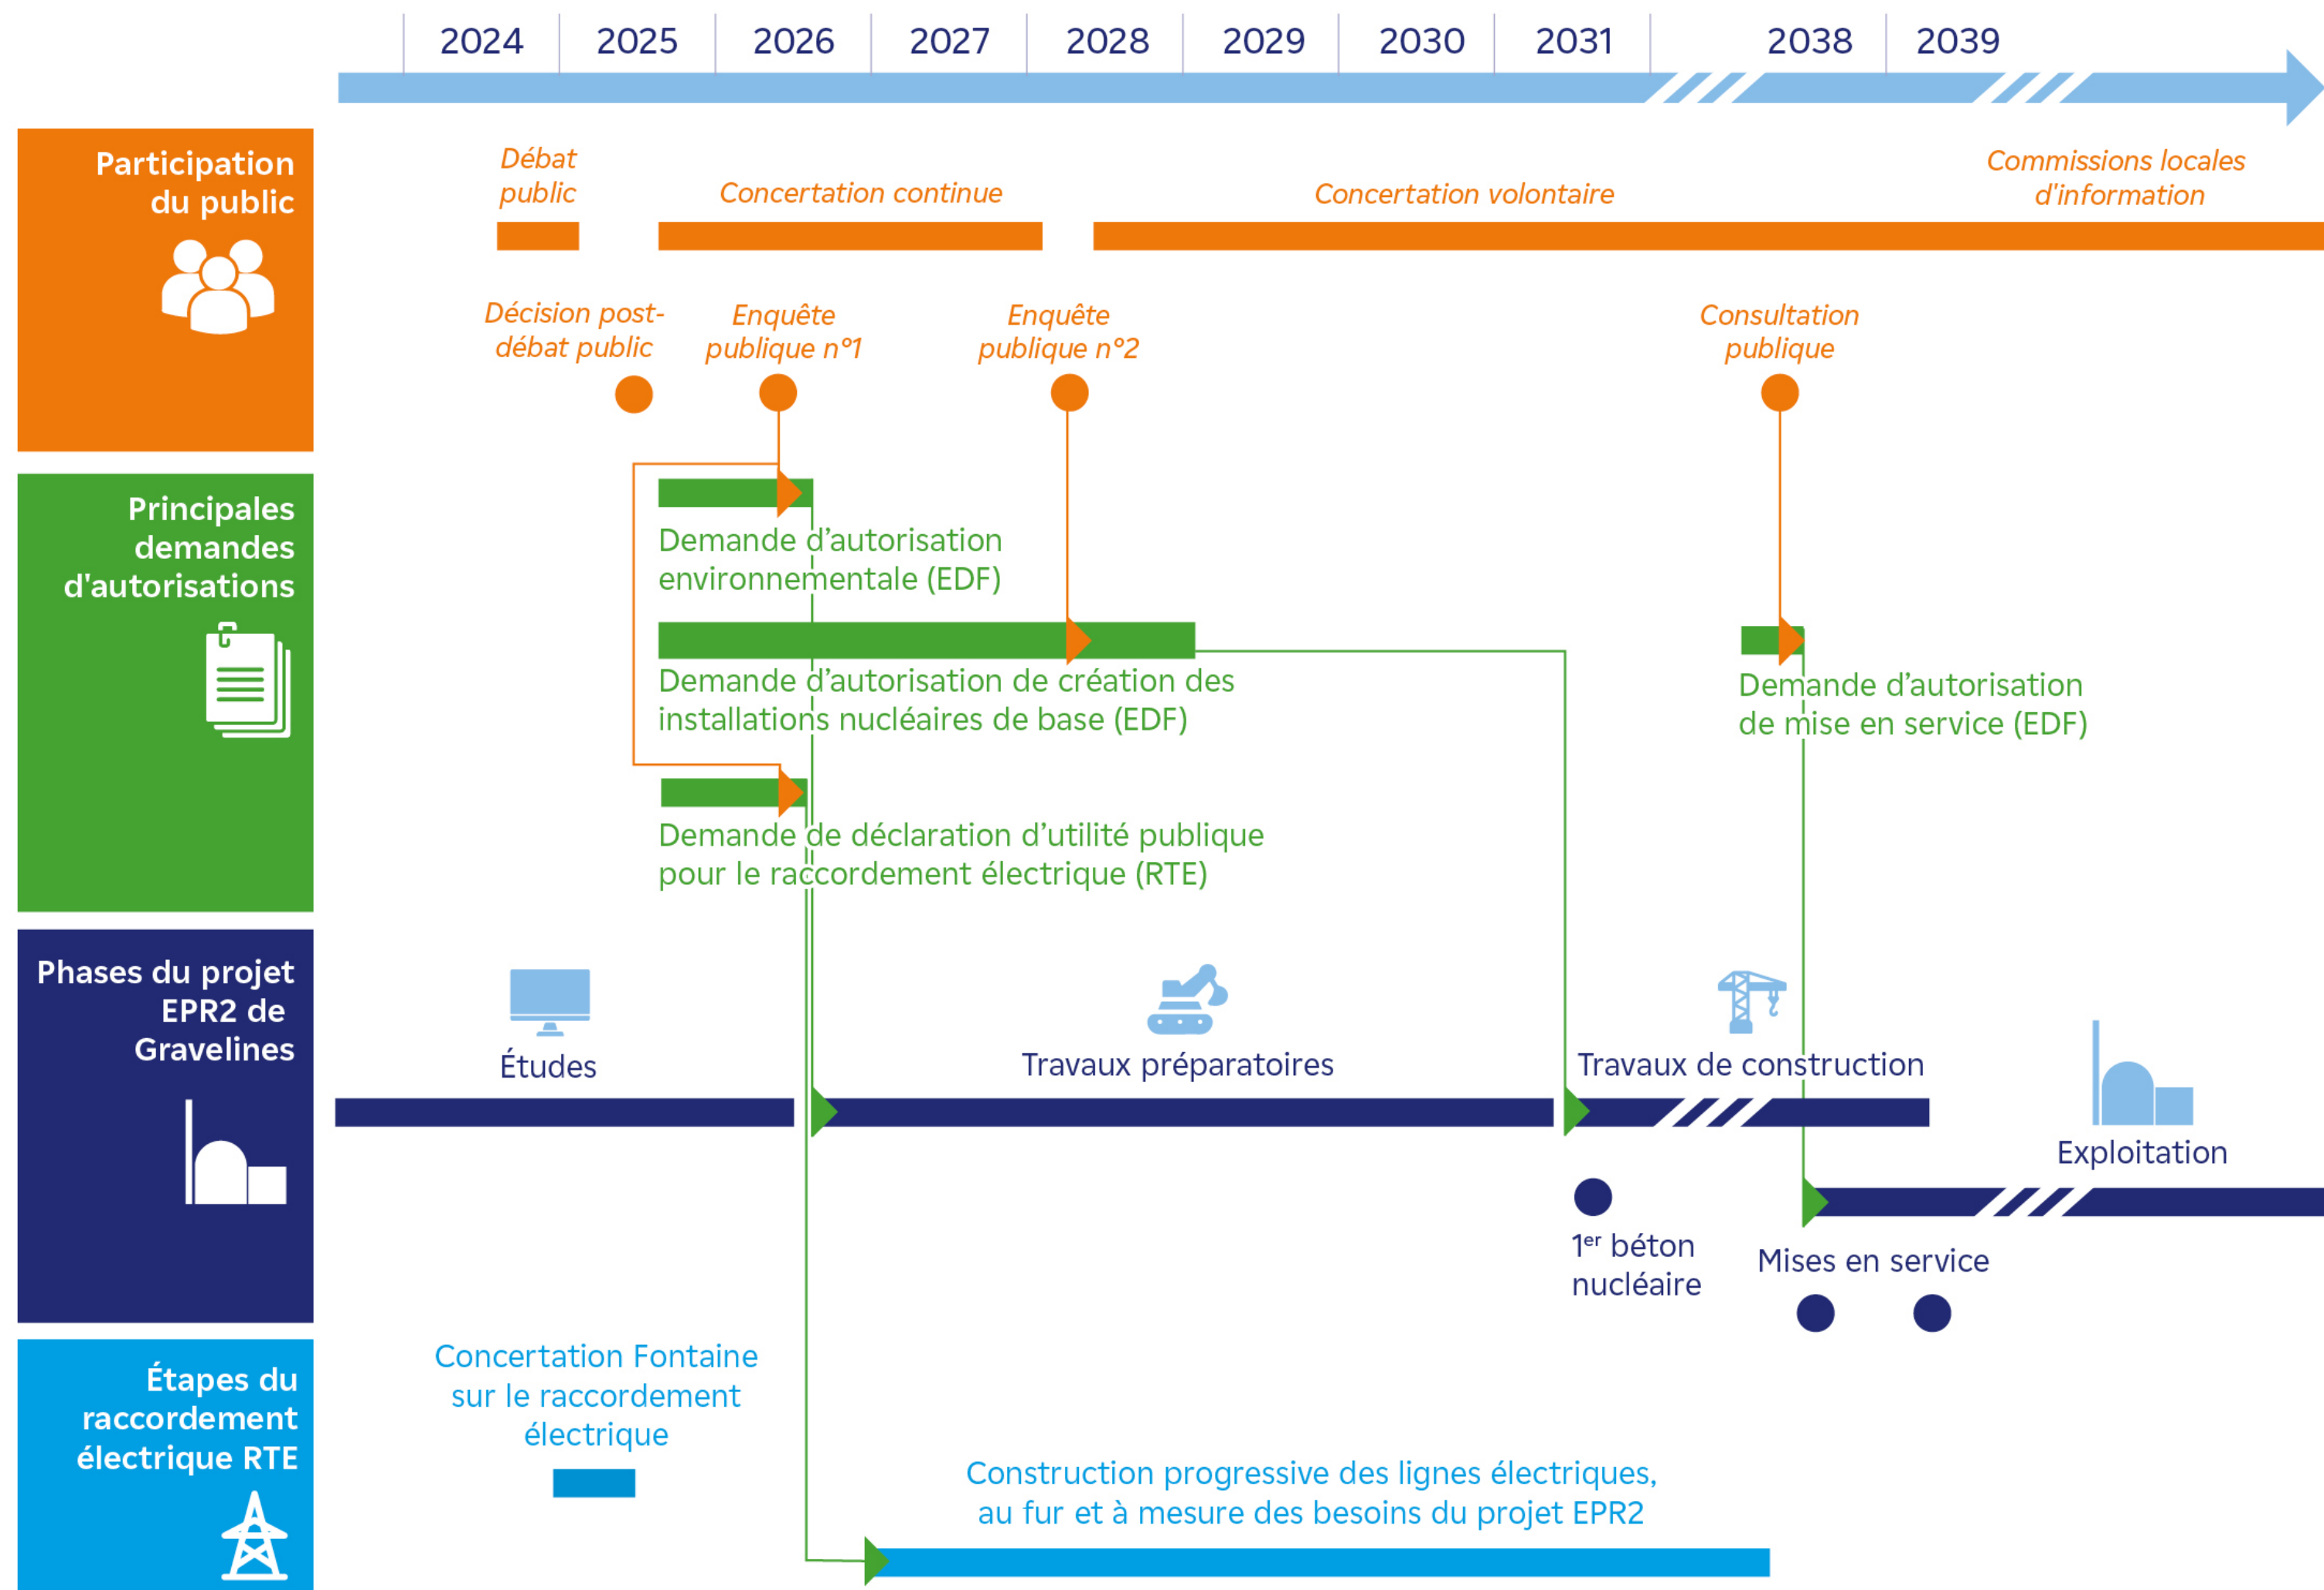 2024 2025 2026 2027 2028 2029 2030 2031 2038 2039
Participation
du public
Débat
public
Concertation continue
Concertation volontaire
Commissions locales
d'information
Décision post-
débat public
Enquête
publique n°1
Enquête
publique n°2
Consultation
publique
Principales
demandes
d'autorisations
Demande d’autorisation
environnementale (EDF)
Demande d’autorisation de création des
installations nucléaires de base (EDF)
Demande d’autorisation
de mise en service (EDF)
Demande de déclaration d’utilité publique
pour le raccordement électrique (RTE)
Phases du projet
EPR2 de
Gravelines
Études
Travaux préparatoires
Travaux de construction
Exploitation
1er béton
nucléaire
Mises en service
Étapes du
raccordement
électrique RTE
Concertation Fontaine
sur le raccordement
électrique
Construction progressive des lignes électriques,
au fur et à mesure des besoins du projet EPR2